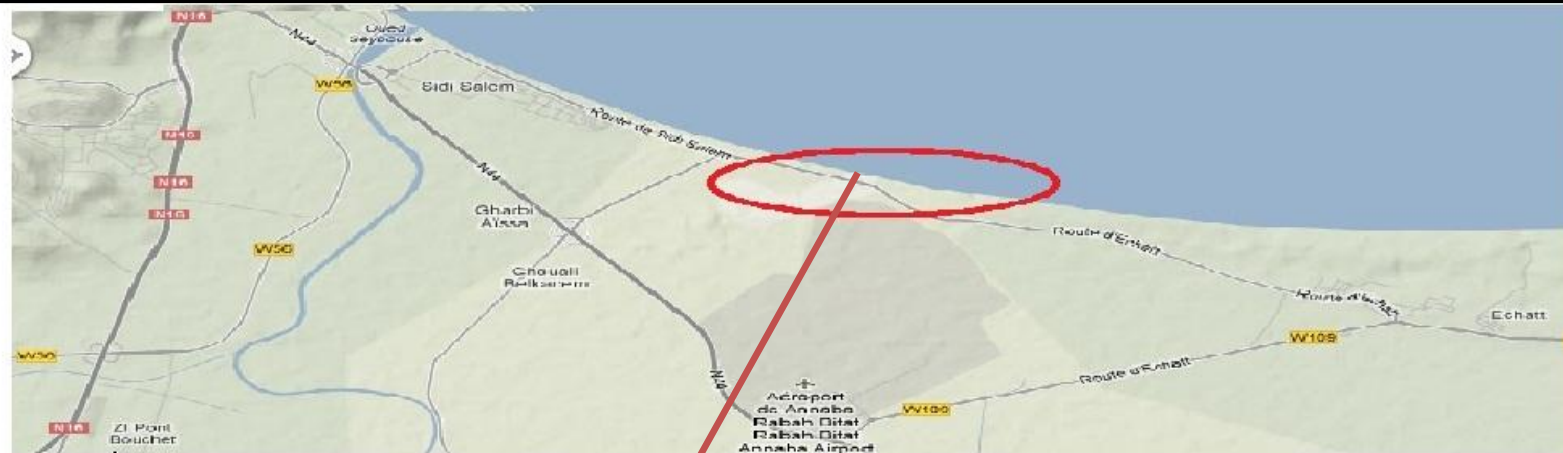 N16
N44
Oued
Seybouse
W56
Sidi Salem
Route de Sidi Salem
N16
N44
N16
N16
Gharbi
Aïssa
W56
Route d'Echatt
Chouali
Belkacem
Route d'Echatt
Echatt
W109
W56
Route d'Echatt
N44
Aéroport
de Annaba
Rabah Bitat
Rabah Bitat
Annaba Airport
W109
N16
ZI Pont
Bouchet